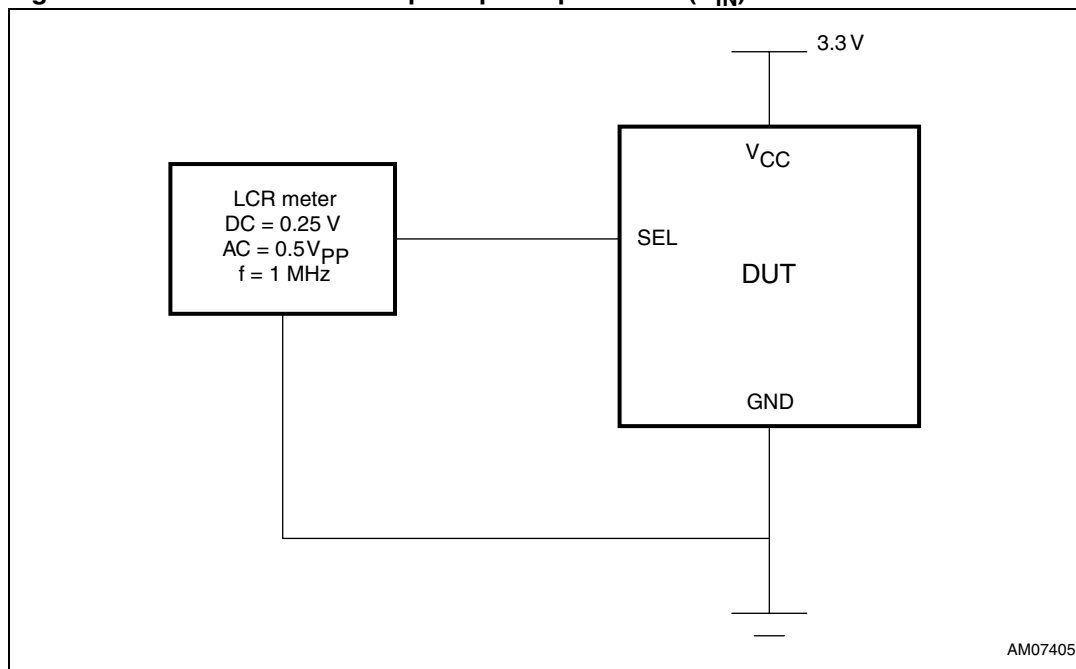 3.3 V
VCC
LCR meter
DC = 0.25 V
AC = 0.5VPP
f = 1 MHz
SEL
DUT
GND
AM07405